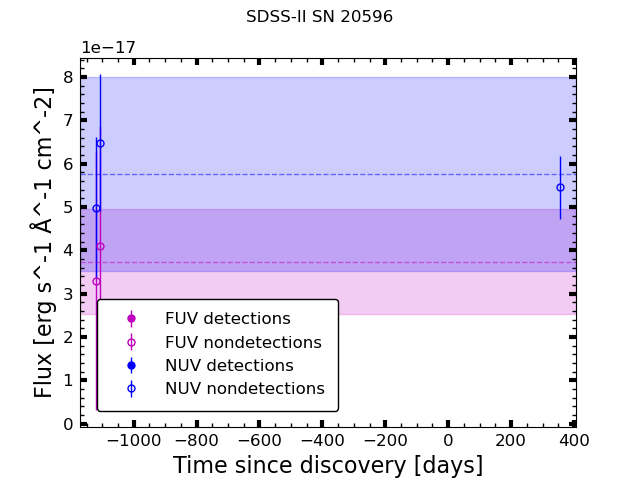 SDSS-II SN 20596
1e−17
8
7
6
5
4
3
2
1
0
Flux [erg s^-1 Å^-1 cm^-2]
FUV detections
FUV nondetections
NUV detections
NUV nondetections
−1000 −800 −600 −400 −200 0 200 400
Time since discovery [days]